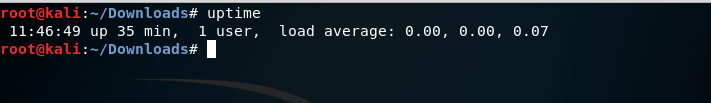 root@kali:~/Downloads# uptime
 11:46:49 up 35 min,  1 user,  load average: 0.00, 0.00, 0.07
root@kali:~/Downloads#